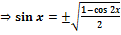 ⇒ sin x = ±√((1−cos 2x)/2)